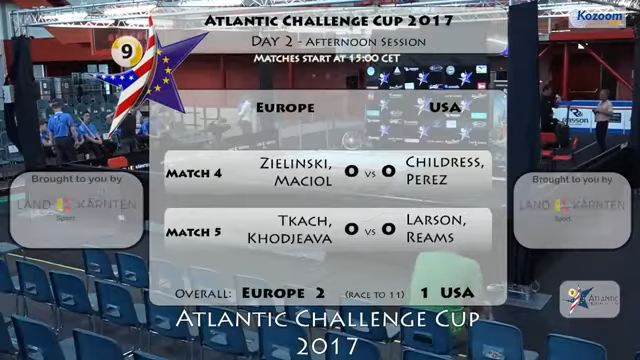 Atlantic Challenge Cup 2017
Day 2 - Afternoon Session
Matches start at 15:00 CET
Kozoom
9
Europe USA
Match 4 Zielinski, Maciol 0 vs 0 Childress, Perez
Match 5 Tkach, Khodjeava 0 vs 0 Larson, Reams
Brought to you by
LAND KÄRNTEN
Sport
Brought to you by
LAND KÄRNTEN
Sport
Overall: Europe 2 (race to 11) 1 USA
Atlantic Challenge Cup
2017
Atlantic